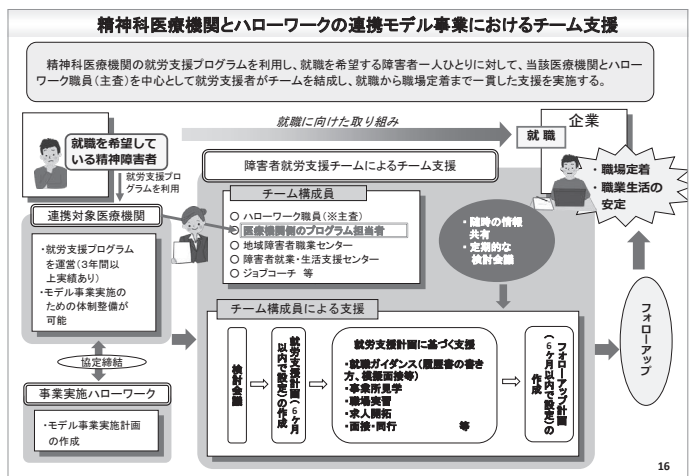 精神科医療機関とハローワークの連携モデル事業におけるチーム支援
精神科医療機関の就労支援プログラムを利用し、就職を希望する障害者一人ひとりに対して、当該医療機関とハロー
ワーク職員(主査)を中心として就労支援者がチームを結成し、就職から職場定着まで一貫した支援を実施する。
就職に向けた取り組み
企業
就 職
就職を希望して
いる精神障害者
就労支援プロ
グラムを利用
障害者就労支援チームによるチーム支援
・職場定着
・職業生活の
安定
連携対象医療機関
・就労支援プログラム
を運営(3年間以
上実績あり)
・モデル事業実施の
ための体制整備が
可能
チーム構成員
○ ハローワーク職員(※主査)
○ 医療機関側のプログラム担当者
○ 地域障害者職業センター
○ 障害者就業・生活支援センター
○ ジョブコーチ 等
・随時の情報
共有
・定期的な
検討会議
協定締結
事業実施ハローワーク
・モデル事業実施計画
の作成
チーム構成員による支援
検討会議
就労支援計画(6ヶ月
以内で設定)の作成
就労支援計画に基づく支援
・就職ガイダンス(履歴書の書き
方、模擬面接等)
・事業所見学
・職場実習
・求人開拓
・面接・同行 等
フォローアップ計画
(6ヶ月以内で設定)の
作成
フォローアップ
16